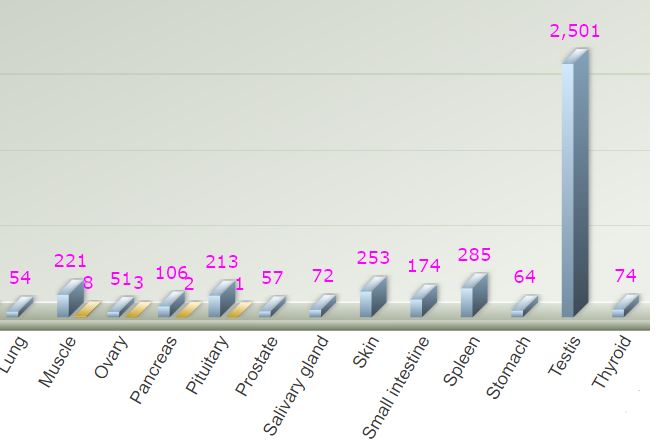 2,501
285
253
221
213
174
106
72
74
64
57
54
51
8
3
2
1
Lung
Muscle
Ovary
Pancreas
Pituitary
Prostate
Salivary gland
Skin
Small intestine
Spleen
Stomach
Testis
Thyroid